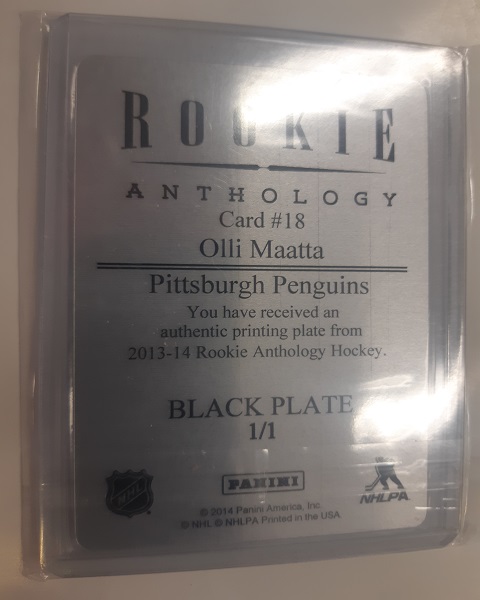 ROOKIE
ANTHOLOGY
Card #18
Olli Maatta
Pittsburgh Penguins
You have received an
authentic printing plate from
2013-14 Rookie Anthology Hockey.
BLACK PLATE
1/1
NHL
PANINI
NHLPA
© 2014 Panini America, Inc.
© NHL © NHLPA Printed in the USA